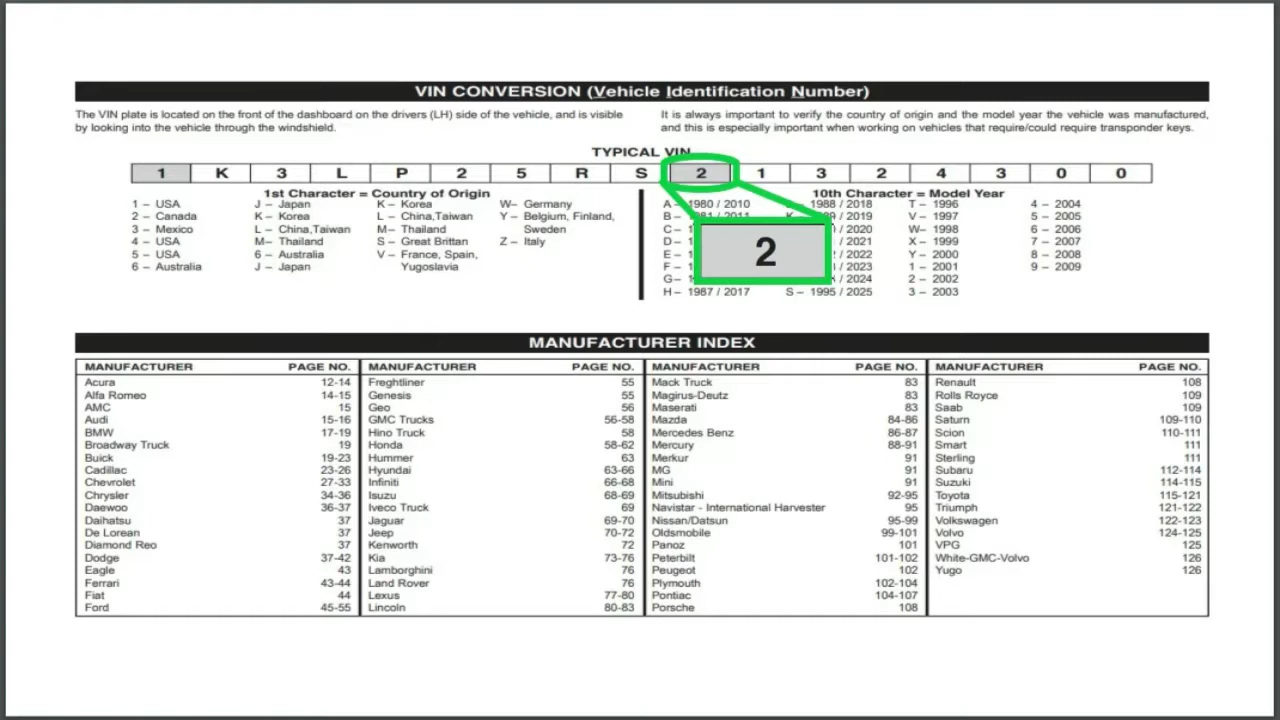 VIN CONVERSION (Vehicle Identification Number)
The VIN plate is located on the front of the dashboard on the drivers (LH) side of the vehicle, and is visible
by looking into the vehicle through the windshield.
It is always important to verify the country of origin and the model year the vehicle was manufactured,
and this is especially important when working on vehicles that require/could require transponder keys.
TYPICAL VIN
1 K 3 L P 2 5 R S 2 1 3 2 4 3 0 0
1st Character = Country of Origin
1 – USA
2 – Canada
3 – Mexico
4 – USA
5 – USA
6 – Australia
J – Japan
K – Korea
L – China,Taiwan
M– Thailand
6 – Australia
J – Japan
K – Korea
L – China,Taiwan
M – Thailand
S – Great Brittan
V – France, Spain,
Yugoslavia
W– Germany
Y – Belgium, Finland,
Sweden
Z – Italy
10th Character = Model Year
A – 1980 / 2010
B – 1981 / 2011
C –
D –
E –
F –
G–
H– 1987 / 2017
1988 / 2018
K / 2019
/ 2020
/ 2021
/ 2022
/ 2023
/ 2024
S – 1995 / 2025
T – 1996
V – 1997
W– 1998
X – 1999
Y – 2000
1 – 2001
2 – 2002
3 – 2003
4 – 2004
5 – 2005
6 – 2006
7 – 2007
8 – 2008
9 – 2009
2
MANUFACTURER INDEX
MANUFACTURER PAGE NO.
Acura 12-14
Alfa Romeo 14-15
AMC 15
Audi 15-16
BMW 17-19
Broadway Truck 19
Buick 19-23
Cadillac 23-26
Chevrolet 27-33
Chrysler 34-36
Daewoo 36-37
Daihatsu 37
De Lorean 37
Diamond Reo 37
Dodge 37-42
Eagle 43
Ferrari 43-44
Fiat 44
Ford 45-55
MANUFACTURER PAGE NO.
Freghtliner 55
Genesis 55
Geo 56
GMC Trucks 56-58
Hino Truck 58
Honda 58-62
Hummer 63
Hyundai 63-66
Infiniti 66-68
Isuzu 68-69
Iveco Truck 69
Jaguar 69-70
Jeep 70-72
Kenworth 72
Kia 73-76
Lamborghini 76
Land Rover 76
Lexus 77-80
Lincoln 80-83
MANUFACTURER PAGE NO.
Mack Truck 83
Magirus-Deutz 83
Maserati 83
Mazda 84-86
Mercedes Benz 86-87
Mercury 88-91
Merkur 91
MG 91
Mini 91
Mitsubishi 92-95
Navistar - International Harvester 95
Nissan/Datsun 95-99
Oldsmobile 99-101
Panoz 101
Peterbilt 101-102
Peugeot 102
Plymouth 102-104
Pontiac 104-107
Porsche 108
MANUFACTURER PAGE NO.
Renault 108
Rolls Royce 109
Saab 109
Saturn 109-110
Scion 110-111
Smart 111
Sterling 111
Subaru 112-114
Suzuki 114-115
Toyota 115-121
Triumph 121-122
Volkswagen 122-123
Volvo 124-125
VPG 125
White-GMC-Volvo 126
Yugo 126